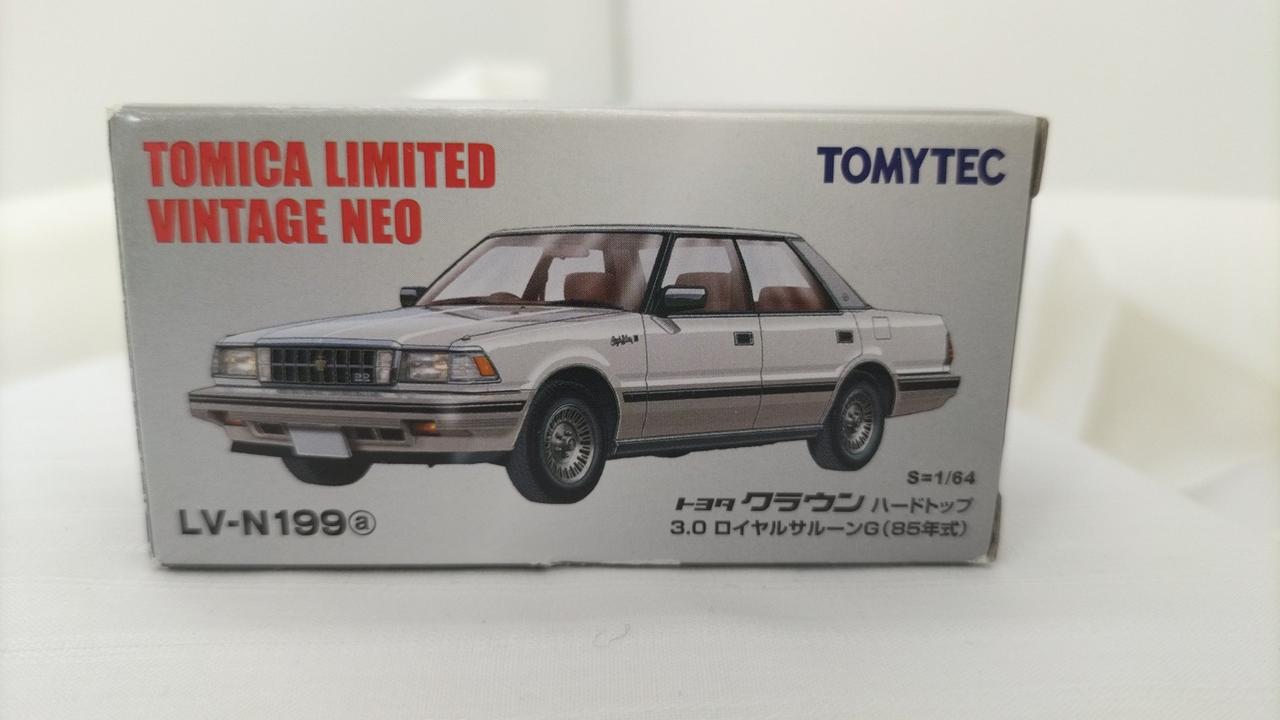 TOMICA LIMITED
VINTAGE NEO
TOMYTEC
S=1/64
LV-N199ⓐ
トヨタ クラウン ハードトップ
3.0 ロイヤルサルーンG(85年式)